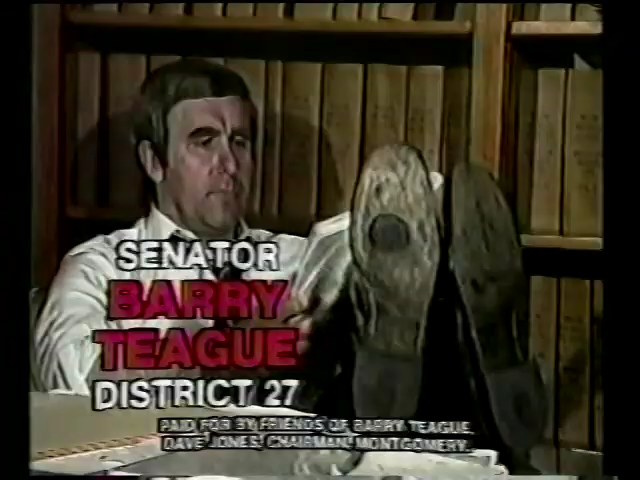 SENATOR
BARRY
TEAGUE
DISTRICT 27
PAID FOR BY FRIENDS OF BARRY TEAGUE
DAVE JONES, CHAIRMAN, MONTGOMERY